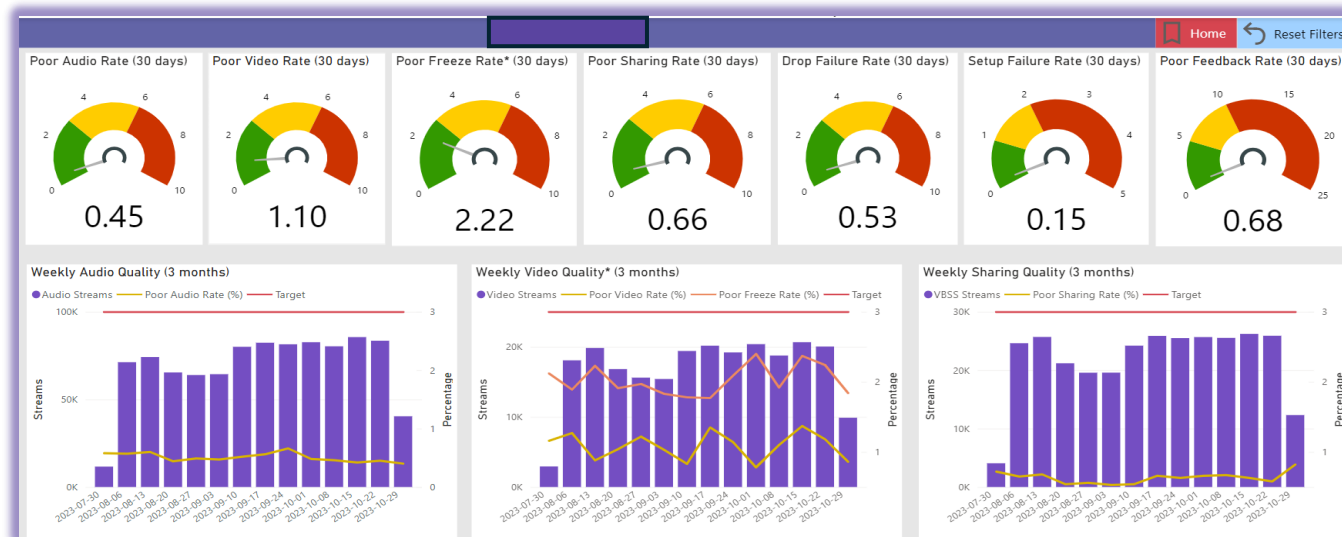 Home
Reset Filters
Poor Audio Rate (30 days)
Poor Video Rate (30 days)
Poor Freeze Rate* (30 days)
Poor Sharing Rate (30 days)
Drop Failure Rate (30 days)
Setup Failure Rate (30 days)
Poor Feedback Rate (30 days)
0 2 4 6 8 10
0.45
0 2 4 6 8 10
1.10
0 2 4 6 8 10
2.22
0 2 4 6 8 10
0.66
0 2 4 6 8 10
0.53
0 1 2 3 4 5
0.15
0 5 10 15 20 25
0.68
Weekly Audio Quality (3 months)
Audio Streams Poor Audio Rate (%) Target
100K
50K
0K
Streams
3
2
1
0
Percentage
2023-07-30
2023-08-06
2023-08-13
2023-08-20
2023-08-27
2023-09-03
2023-09-10
2023-09-17
2023-09-24
2023-10-01
2023-10-08
2023-10-15
2023-10-22
2023-10-29
Weekly Video Quality* (3 months)
Video Streams Poor Video Rate (%) Poor Freeze Rate (%) Target
20K
10K
0K
Streams
3
2
1
Percentage
2023-07-30
2023-08-06
2023-08-13
2023-08-20
2023-08-27
2023-09-03
2023-09-10
2023-09-17
2023-09-24
2023-10-01
2023-10-08
2023-10-15
2023-10-22
2023-10-29
Weekly Sharing Quality (3 months)
VBSS Streams Poor Sharing Rate (%) Target
30K
20K
10K
0K
Streams
3
2
1
Percentage
2023-07-30
2023-08-06
2023-08-13
2023-08-20
2023-08-27
2023-09-03
2023-09-10
2023-09-17
2023-09-24
2023-10-01
2023-10-08
2023-10-15
2023-10-22
2023-10-29